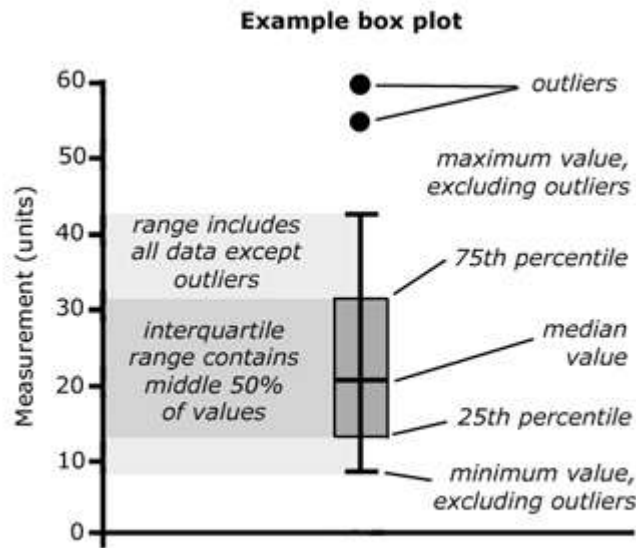 Example box plot
60
50
40
30
20
10
0
Measurement (units)
outliers
maximum value,
excluding outliers
range includes
all data except
outliers
75th percentile
interquartile
range contains
middle 50%
of values
median
value
25th percentile
minimum value,
excluding outliers